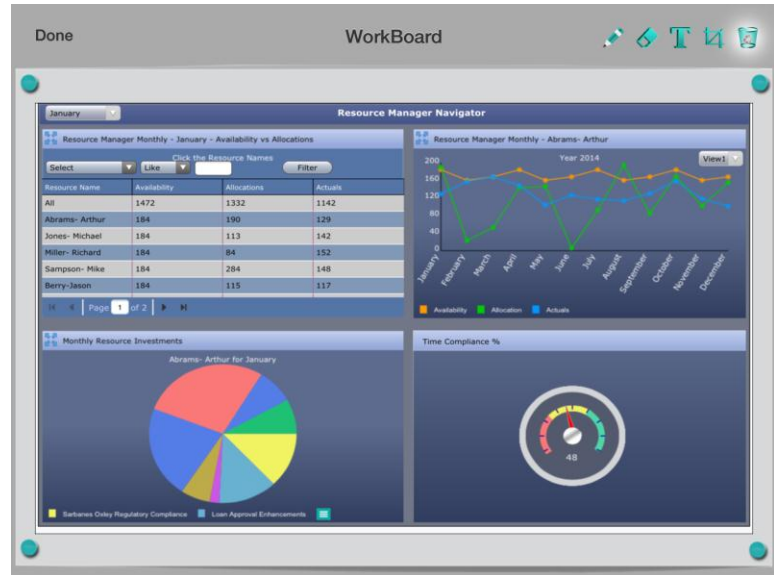 Done WorkBoard T
January Resource Manager Navigator
Resource Manager Monthly - January - Availability vs Allocations
Click the Resource Names
Select Like Filter
Resource Name Availability Allocations Actuals
All 1472 1332 1142
Abrams- Arthur 184 190 129
Jones- Michael 184 113 142
Miller- Richard 184 84 152
Sampson- Mike 184 284 148
Berry-Jason 184 115 117
Page 1 of 2
Resource Manager Monthly - Abrams- Arthur
Year 2014 View1
200
160
120
80
40
0
January February March April May June July August September October November December
Availability Allocation Actuals
Monthly Resource Investments
Abrams- Arthur for January
Sarbanes Oxley Regulatory Compliance Loan Approval Enhancements
Time Compliance %
48